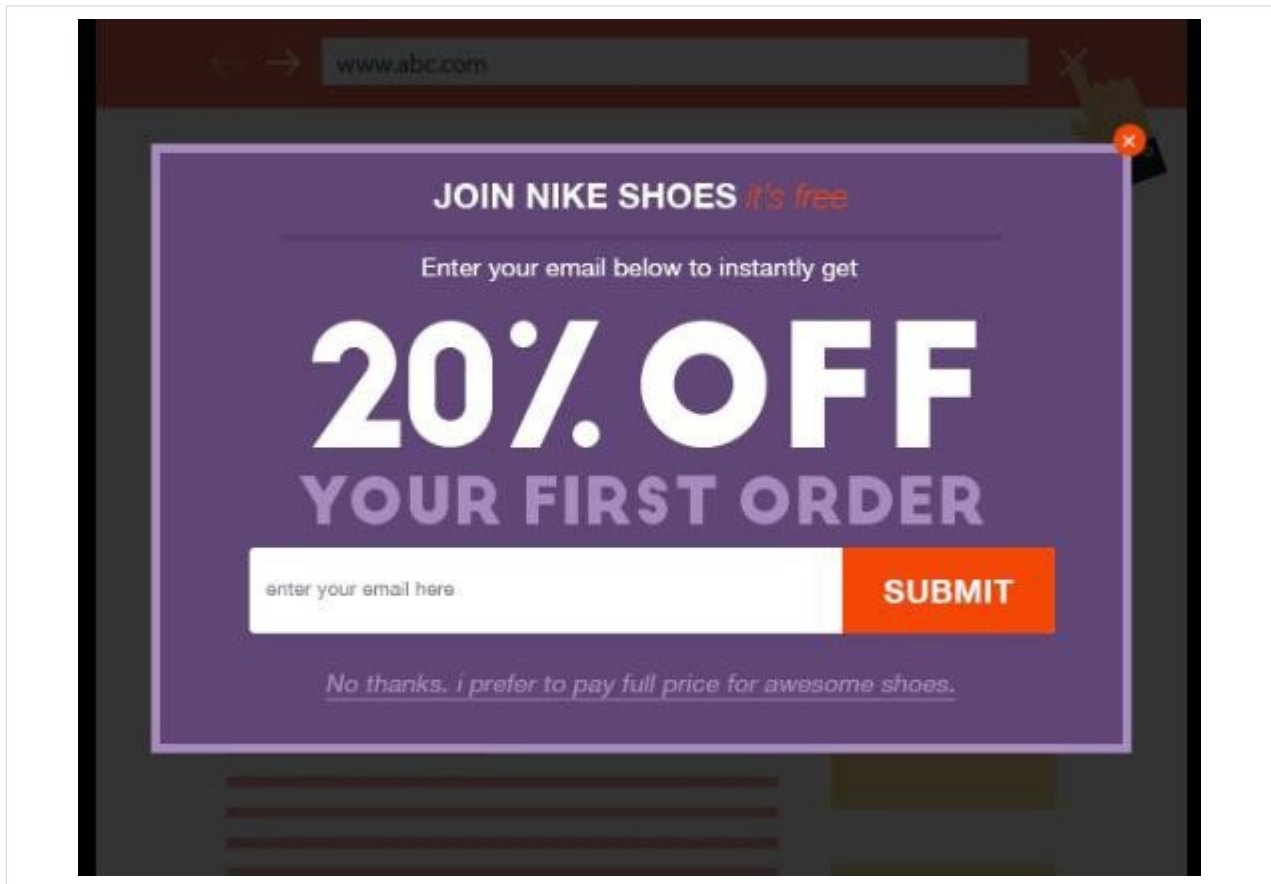 www.abc.com
JOIN NIKE SHOES it's free
Enter your email below to instantly get
20% OFF
YOUR FIRST ORDER
enter your email here
SUBMIT
No thanks. i prefer to pay full price for awesome shoes.